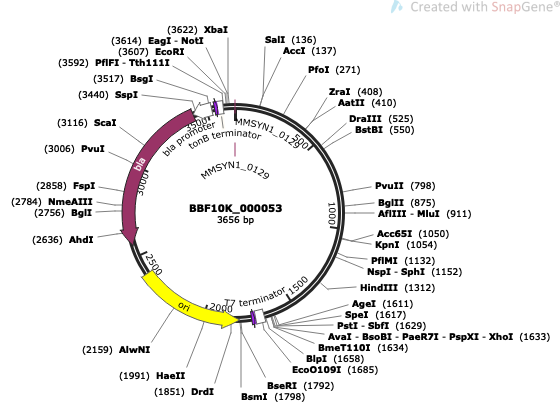 Created with SnapGene®
(3622) XbaI
(3614) EagI - NotI
(3607) EcoRI
(3592) PflFI - Tth111I
(3517) BsgI
(3440) SspI
(3116) ScaI
(3006) PvuI
(2858) FspI
(2784) NmeAIII
(2756) BglI
(2636) AhdI
(2159) AlwNI
(1991) HaeII
(1851) DrdI
SalI (136)
AccI (137)
PfoI (271)
ZraI (408)
AatII (410)
DraIII (525)
BstBI (550)
PvuII (798)
BglII (875)
AflIII - MluI (911)
Acc65I (1050)
KpnI (1054)
PflMI (1132)
NspI - SphI (1152)
HindIII (1312)
AgeI (1611)
SpeI (1617)
PstI - SbfI (1629)
AvaI - BsoBI - PaeR7I - PspXI - XhoI (1633)
BmeT110I (1634)
BlpI (1658)
EcoO109I (1685)
BseRI (1792)
BsmI (1798)
MMSYN1_0129
bla promoter
tonB terminator
MMSYN1_0129
bla
BBF10K_000053
3656 bp
T7 terminator
ori
500
1000
1500
2000
2500
3000
3500